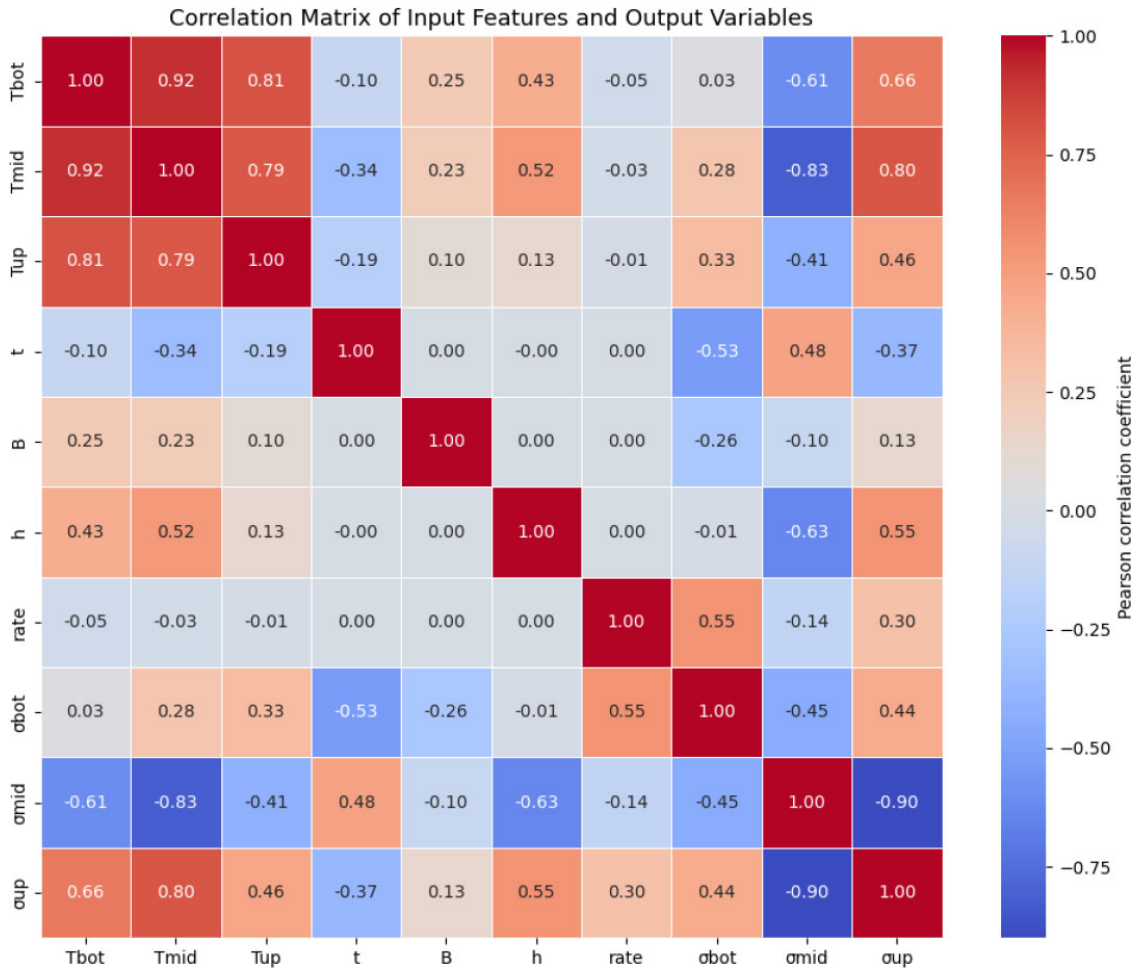 Correlation Matrix of Input Features and Output Variables
Tbot 1.00 0.92 0.81 -0.10 0.25 0.43 -0.05 0.03 -0.61 0.66
Tmid 0.92 1.00 0.79 -0.34 0.23 0.52 -0.03 0.28 -0.83 0.80
Tup 0.81 0.79 1.00 -0.19 0.10 0.13 -0.01 0.33 -0.41 0.46
t -0.10 -0.34 -0.19 1.00 0.00 -0.00 0.00 -0.53 0.48 -0.37
B 0.25 0.23 0.10 0.00 1.00 0.00 0.00 -0.26 -0.10 0.13
h 0.43 0.52 0.13 -0.00 0.00 1.00 0.00 -0.01 -0.63 0.55
rate -0.05 -0.03 -0.01 0.00 0.00 0.00 1.00 0.55 -0.14 0.30
σbot 0.03 0.28 0.33 -0.53 -0.26 -0.01 0.55 1.00 -0.45 0.44
σmid -0.61 -0.83 -0.41 0.48 -0.10 -0.63 -0.14 -0.45 1.00 -0.90
σup 0.66 0.80 0.46 -0.37 0.13 0.55 0.30 0.44 -0.90 1.00
Tbot Tmid Tup t B h rate σbot σmid σup
1.00
0.75
0.50
0.25
0.00
−0.25
−0.50
−0.75
Pearson correlation coefficient